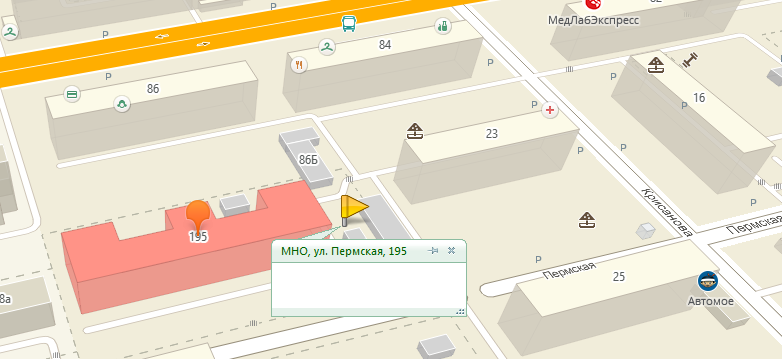 82
МедЛабЭкспресс
84
P
86
P
16
P
P
P
23
86Б
P
P
Крисанова
195
МНО, ул. Пермская, 195
P
Пермская
P
Пермская
25
8а
Автомое